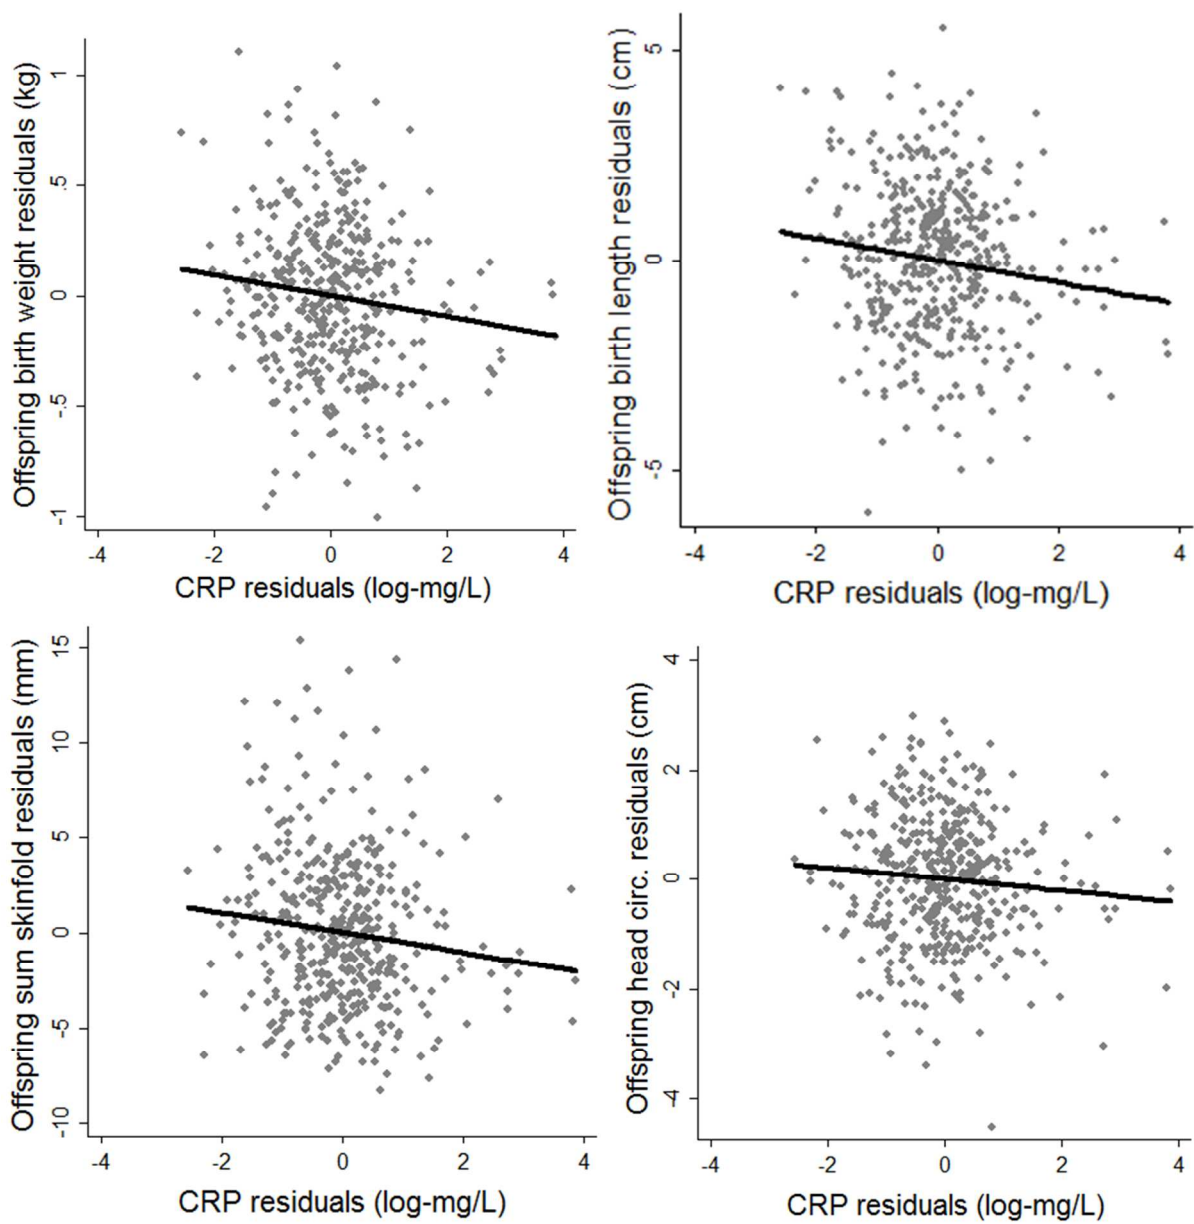 Offspring birth weight residuals (kg)
1
.5
0
-.5
-1
-4 -2 0 2 4
CRP residuals (log-mg/L)
Offspring birth length residuals (cm)
5
0
-5
-4 -2 0 2 4
CRP residuals (log-mg/L)
Offspring sum skinfold residuals (mm)
15
10
5
0
-5
-10
-4 -2 0 2 4
CRP residuals (log-mg/L)
Offspring head circ. residuals (cm)
4
2
0
-2
-4
-4 -2 0 2 4
CRP residuals (log-mg/L)